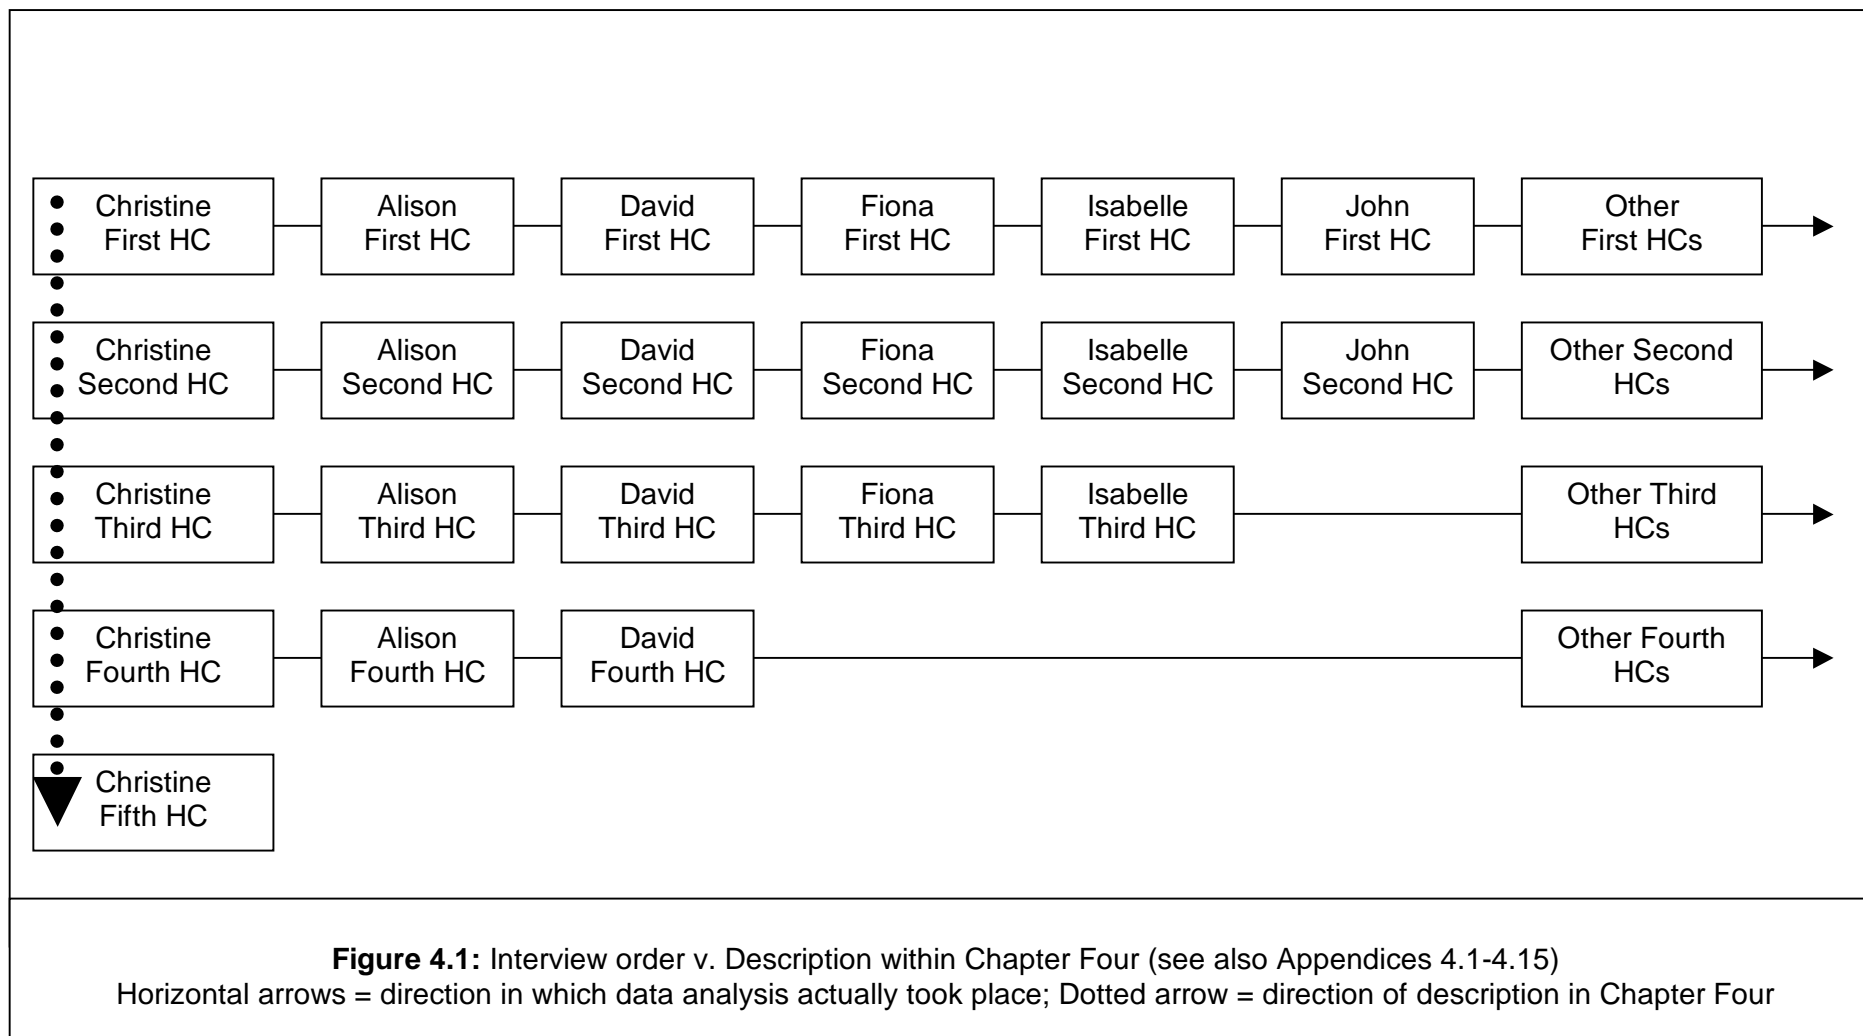 Christine
First HC
Alison
First HC
David
First HC
Fiona
First HC
Isabelle
First HC
John
First HC
Other
First HCs
Christine
Second HC
Alison
Second HC
David
Second HC
Fiona
Second HC
Isabelle
Second HC
John
Second HC
Other Second
HCs
Christine
Third HC
Alison
Third HC
David
Third HC
Fiona
Third HC
Isabelle
Third HC
Other Third
HCs
Christine
Fourth HC
Alison
Fourth HC
David
Fourth HC
Other Fourth
HCs
Christine
Fifth HC
Figure 4.1: Interview order v. Description within Chapter Four (see also Appendices 4.1-4.15)
Horizontal arrows = direction in which data analysis actually took place; Dotted arrow = direction of description in Chapter Four